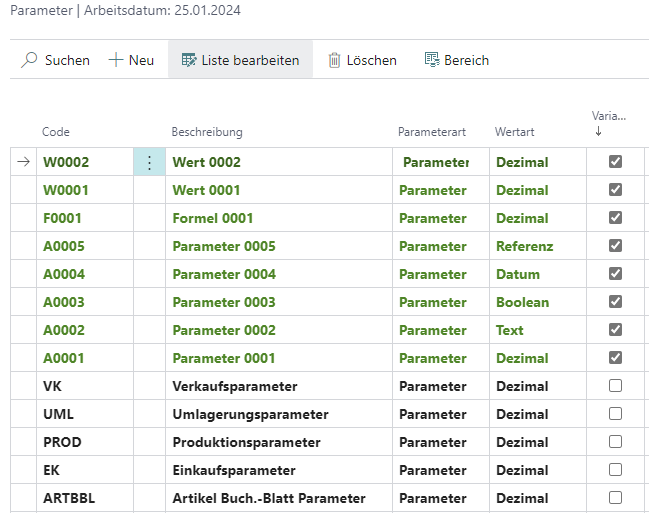 Parameter | Arbeitsdatum: 25.01.2024
Suchen Neu Liste bearbeiten Löschen Bereich
Code Beschreibung Parameterart Wertart Varia... ↓
→ W0002 ⋮ Wert 0002 Parameter Dezimal
W0001 Wert 0001 Parameter Dezimal
F0001 Formel 0001 Parameter Dezimal
A0005 Parameter 0005 Parameter Referenz
A0004 Parameter 0004 Parameter Datum
A0003 Parameter 0003 Parameter Boolean
A0002 Parameter 0002 Parameter Text
A0001 Parameter 0001 Parameter Dezimal
VK Verkaufsparameter Parameter Dezimal
UML Umlagerungsparameter Parameter Dezimal
PROD Produktionsparameter Parameter Dezimal
EK Einkaufsparameter Parameter Dezimal
ARTBBL Artikel Buch.-Blatt Parameter Parameter Dezimal